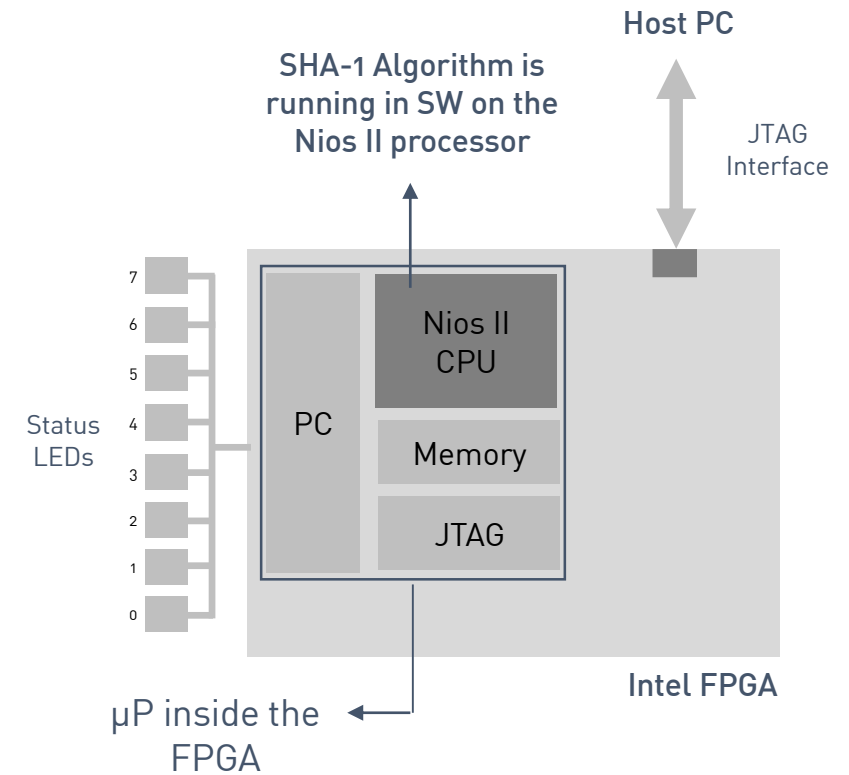 Host PC
SHA-1 Algorithm is
running in SW on the
Nios II processor
JTAG
Interface
7
6
5
4
3
2
1
0
Status
LEDs
PC
Nios II
CPU
Memory
JTAG
Intel FPGA
µP inside the
FPGA